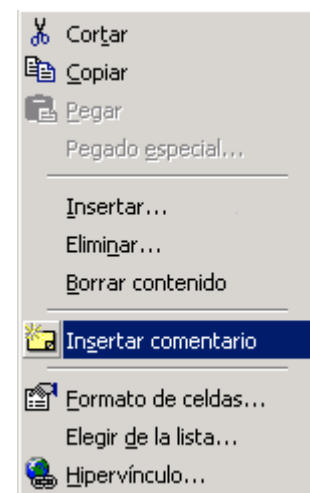 Cortar
Copiar
Pegar
Pegado especial...
Insertar...
Eliminar...
Borrar contenido
Insertar comentario
Formato de celdas...
Elegir de la lista...
Hipervínculo...